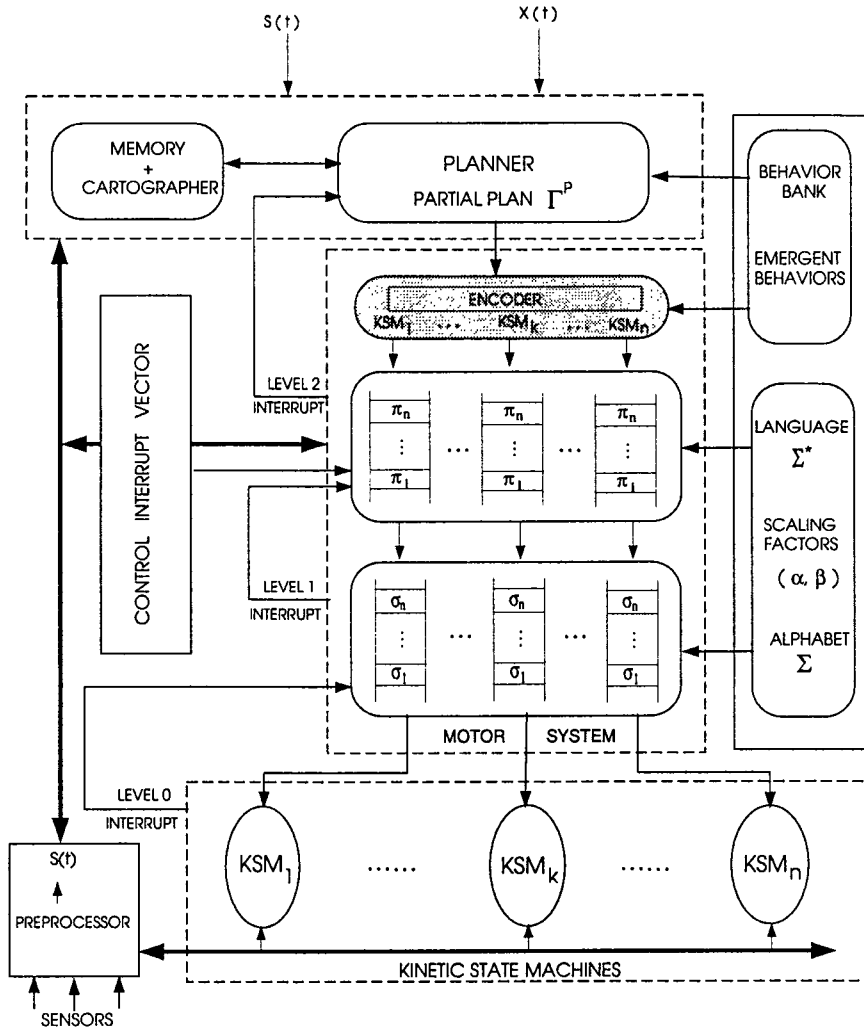 S(t)
X(t)
MEMORY
+
CARTOGRAPHER
PLANNER
PARTIAL PLAN Γᵖ
BEHAVIOR
BANK
EMERGENT
BEHAVIORS
ENCODER
KSM₁ ... KSMₖ ... KSMₙ
CONTROL INTERRUPT VECTOR
LEVEL 2
INTERRUPT
πₙ πₙ πₙ
⋮ ... ⋮ ... ⋮
π₁ π₁ π₁
LANGUAGE
Σ*
SCALING
FACTORS
(α, β)
ALPHABET
Σ
LEVEL 1
INTERRUPT
σₙ σₙ σₙ
⋮ ... ⋮ ... ⋮
σ₁ σ₁ σ₁
MOTOR SYSTEM
LEVEL 0
INTERRUPT
KSM₁ ...... KSMₖ ...... KSMₙ
S(t)
PREPROCESSOR
KINETIC STATE MACHINES
SENSORS